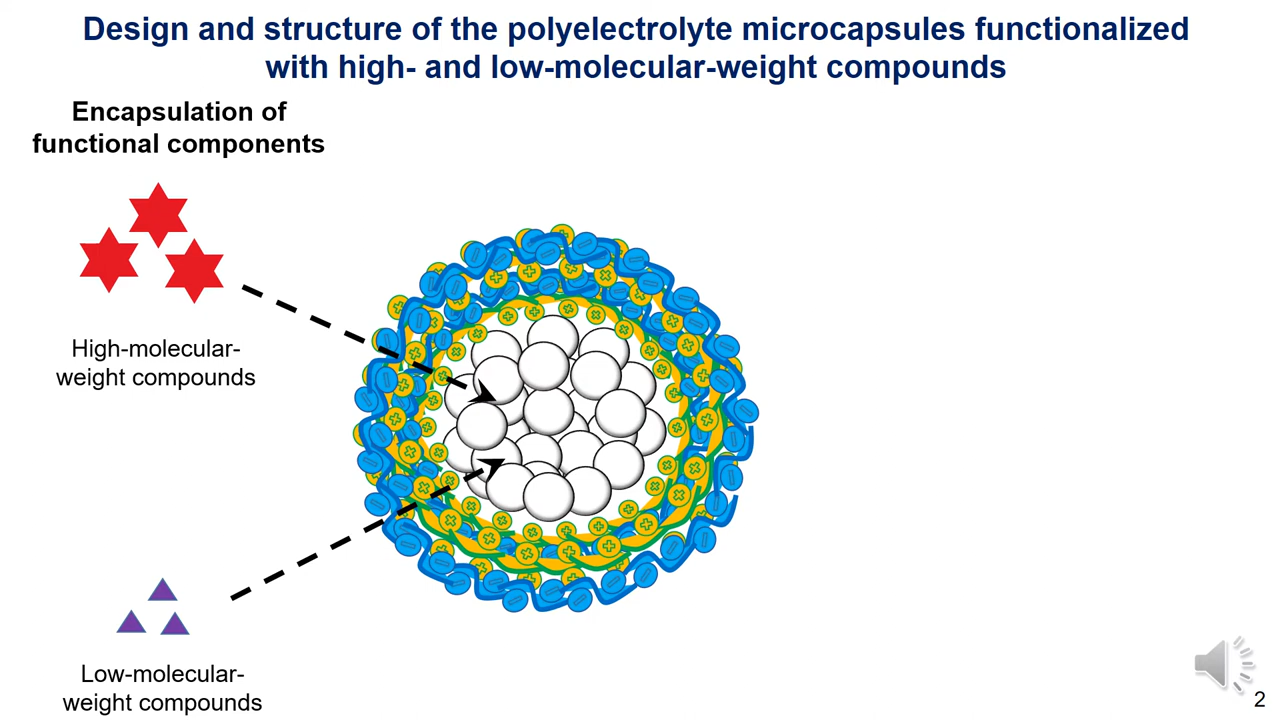 Design and structure of the polyelectrolyte microcapsules functionalized
with high- and low-molecular-weight compounds
Encapsulation of
functional components
High-molecular-
weight compounds
Low-molecular-
weight compounds
2